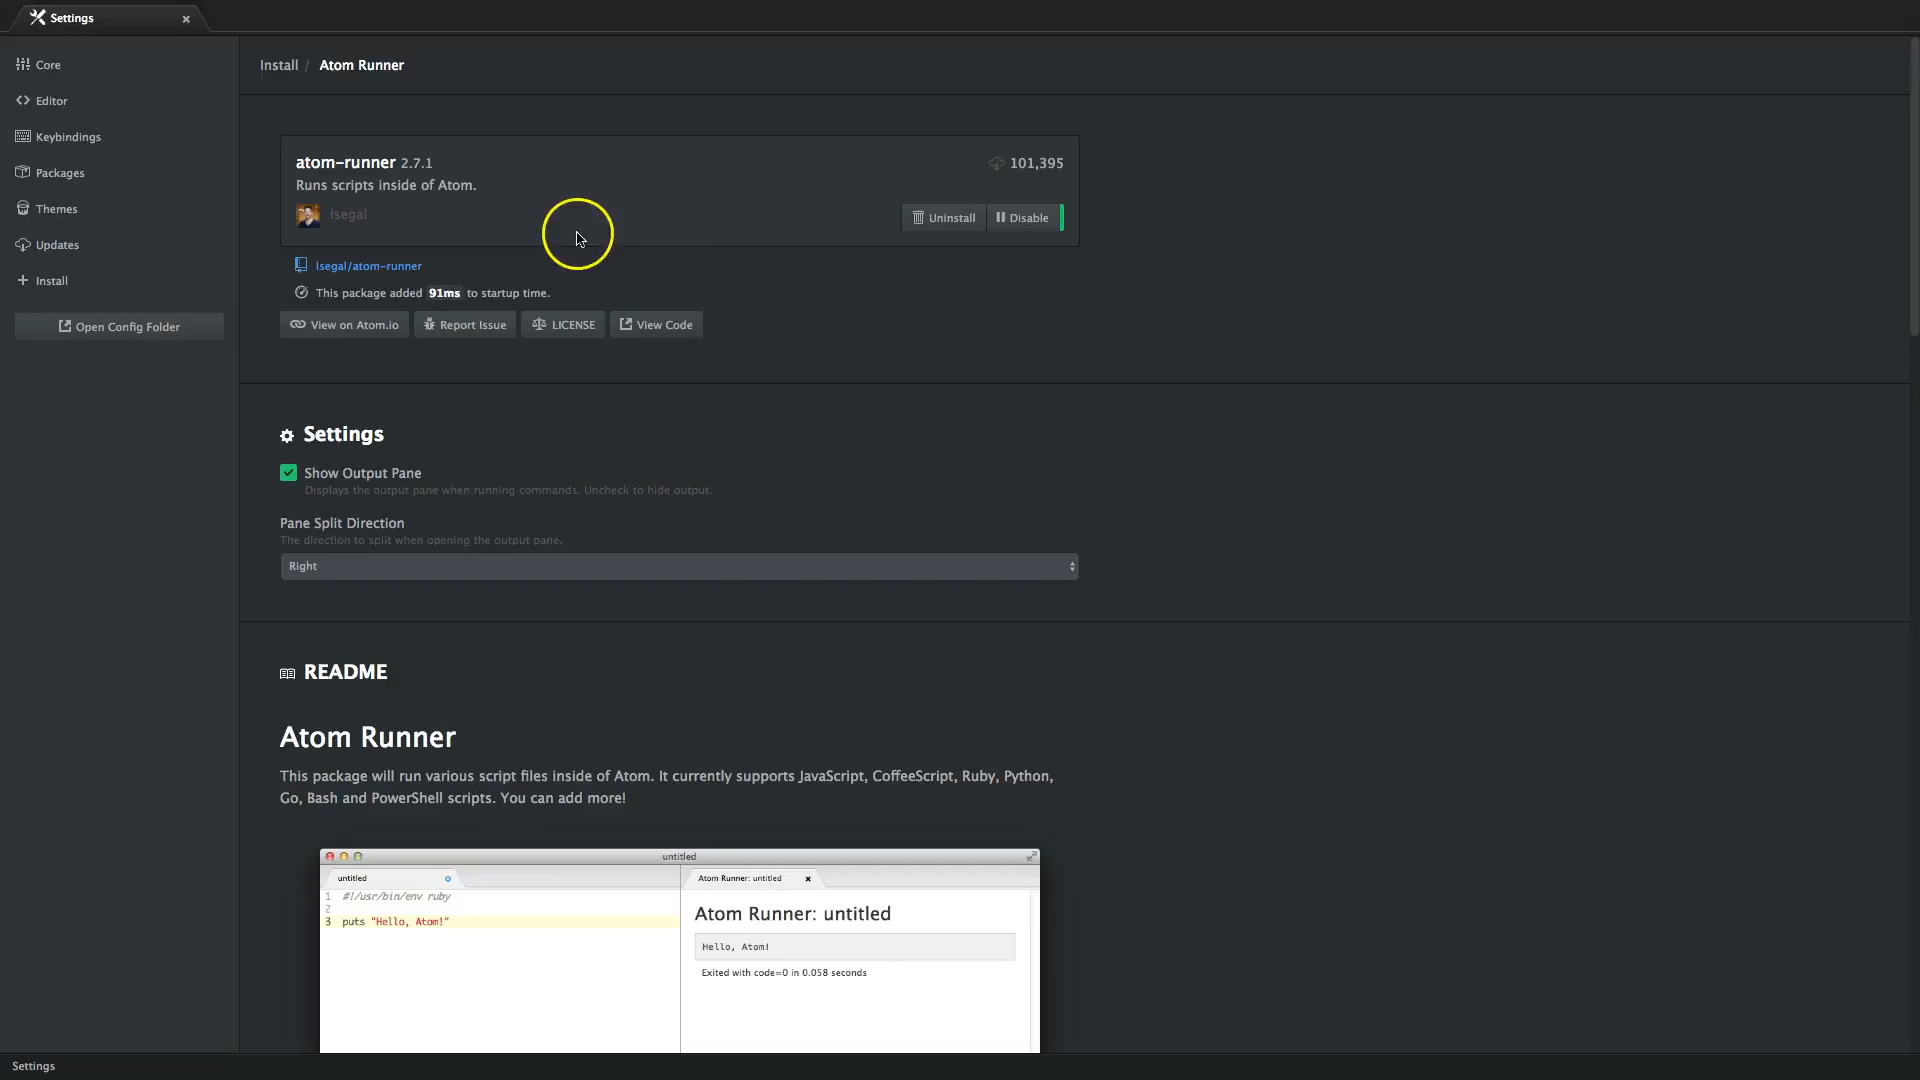 Settings
Core
Editor
Keybindings
Packages
Themes
Updates
Install
Open Config Folder
Install / Atom Runner
atom-runner 2.7.1
101,395
Runs scripts inside of Atom.
lsegal
Uninstall
Disable
lsegal/atom-runner
This package added 91ms to startup time.
View on Atom.io
Report Issue
LICENSE
View Code
Settings
Show Output Pane
Displays the output pane when running commands. Uncheck to hide output.
Pane Split Direction
The direction to split when opening the output pane.
Right
README
Atom Runner
This package will run various script files inside of Atom. It currently supports JavaScript, CoffeeScript, Ruby, Python,
Go, Bash and PowerShell scripts. You can add more!
untitled
untitled
1 #!/usr/bin/env ruby
2
3 puts "Hello, Atom!"
Atom Runner: untitled
Atom Runner: untitled
Hello, Atom!
Exited with code=0 in 0.058 seconds
Settings